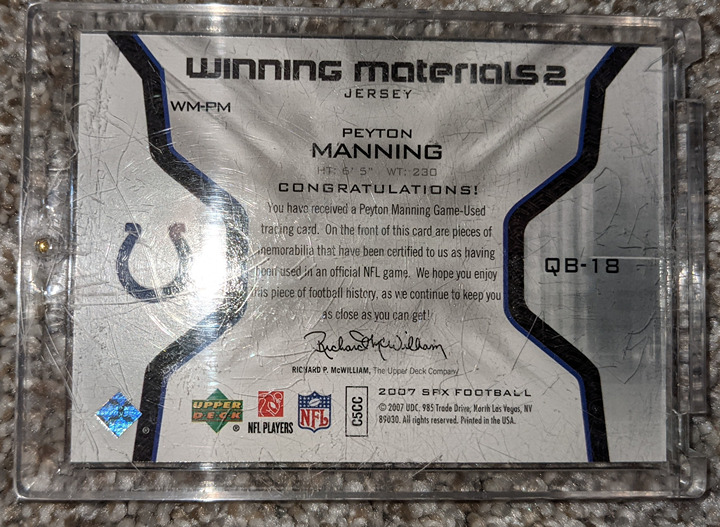 WINNING materials 2
JERSEY
WM-PM
PEYTON
MANNING
HT: 6' 5" WT: 230
CONGRATULATIONS!
You have received a Peyton Manning Game-Used
trading card. On the front of this card are pieces of
memorabilia that have been certified to us as having
been used in an official NFL game. We hope you enjoy
this piece of football history, as we continue to keep you
as close as you can get!
QB-18
Richard P. McWilliam
RICHARD P. McWILLIAM, The Upper Deck Company
2007 SPX FOOTBALL
© 2007 UDC, 985 Trade Drive, North Las Vegas, NV
89030. All rights reserved. Printed in the USA.
UPPER
DECK
NFL PLAYERS
NFL
C5CC